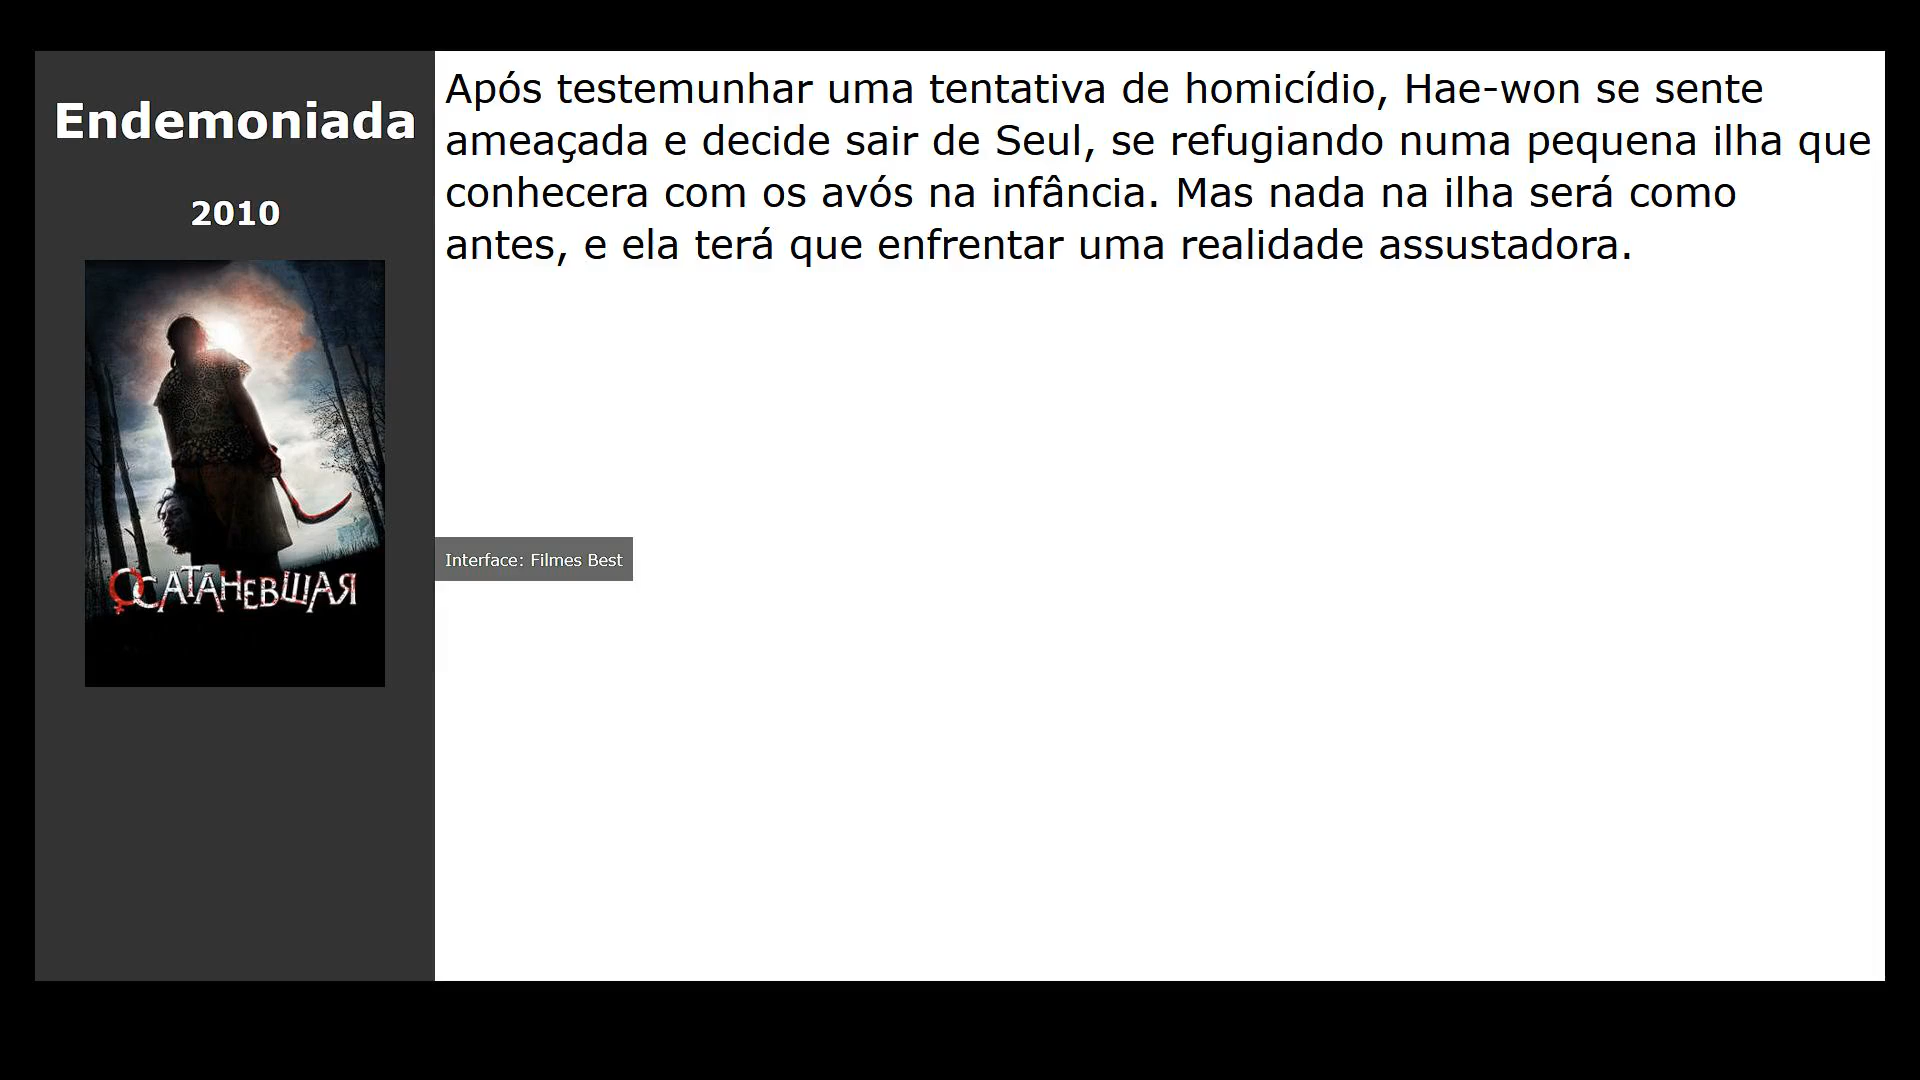 Endemoniada
2010
ОСАТАНЕВШАЯ
Após testemunhar uma tentativa de homicídio, Hae-won se sente
ameaçada e decide sair de Seul, se refugiando numa pequena ilha que
conhecera com os avós na infância. Mas nada na ilha será como
antes, e ela terá que enfrentar uma realidade assustadora.
Interface: Filmes Best